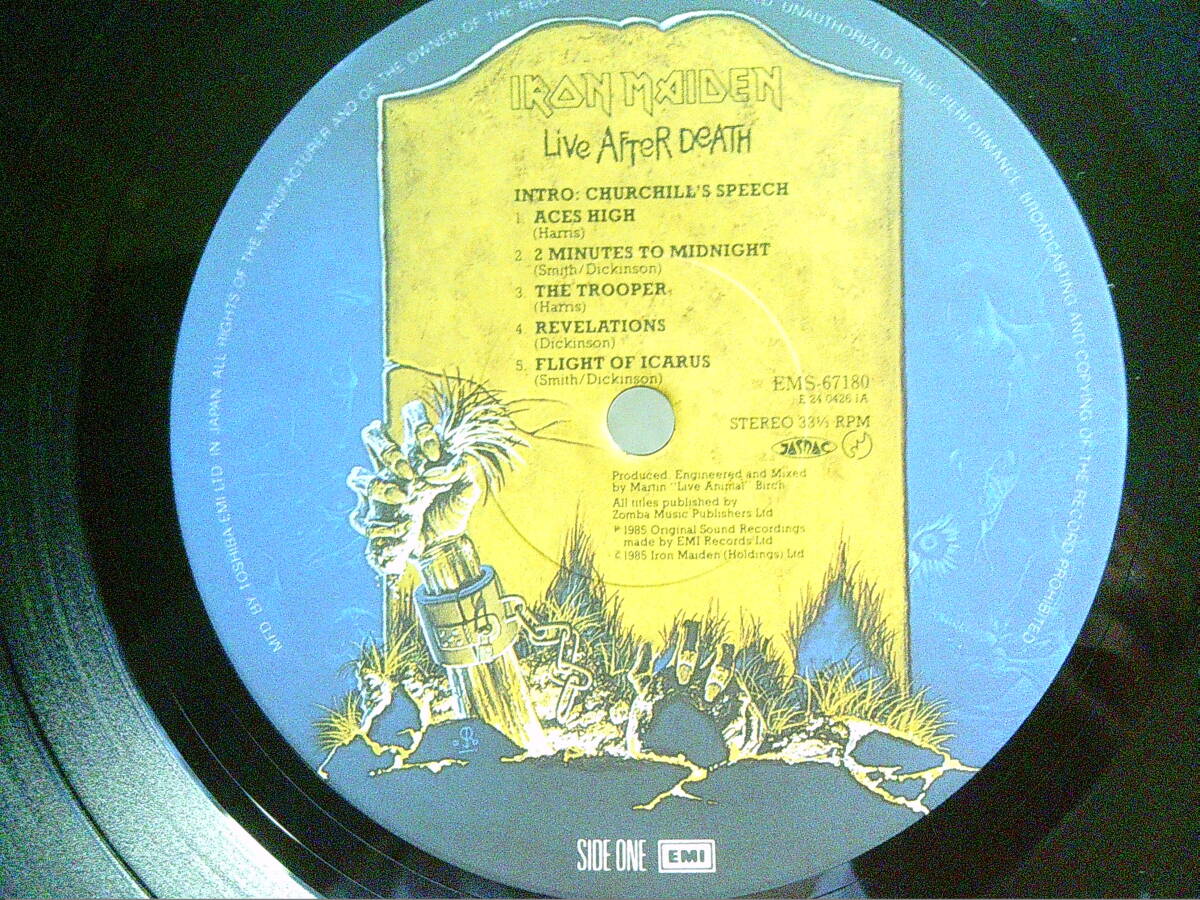 IRON MAIDEN
Live AFTeR DeATH
INTRO: CHURCHILL'S SPEECH
1. ACES HIGH
(Harris)
2. 2 MINUTES TO MIDNIGHT
(Smith/Dickinson)
3. THE TROOPER
(Harris)
4. REVELATIONS
(Dickinson)
5. FLIGHT OF ICARUS
(Smith/Dickinson)
EMS-67180
E 24 0426 1A
STEREO 33⅓ RPM
JASRAC
Produced, Engineered and Mixed
by Martin "Live Animal" Birch
All titles published by
Zomba Music Publishers Ltd
℗ 1985 Original Sound Recordings
made by EMI Records Ltd
© 1985 Iron Maiden (Holdings) Ltd
SIDE ONE EMI
MFD BY TOSHIBA EMI LTD IN JAPAN ALL RIGHTS OF THE MANUFACTURER AND OF THE OWNER OF THE UNAUTHORIZED PUBLIC PERFORMANCE, BROADCASTING AND COPYING OF THE RECORD PROHIBITED